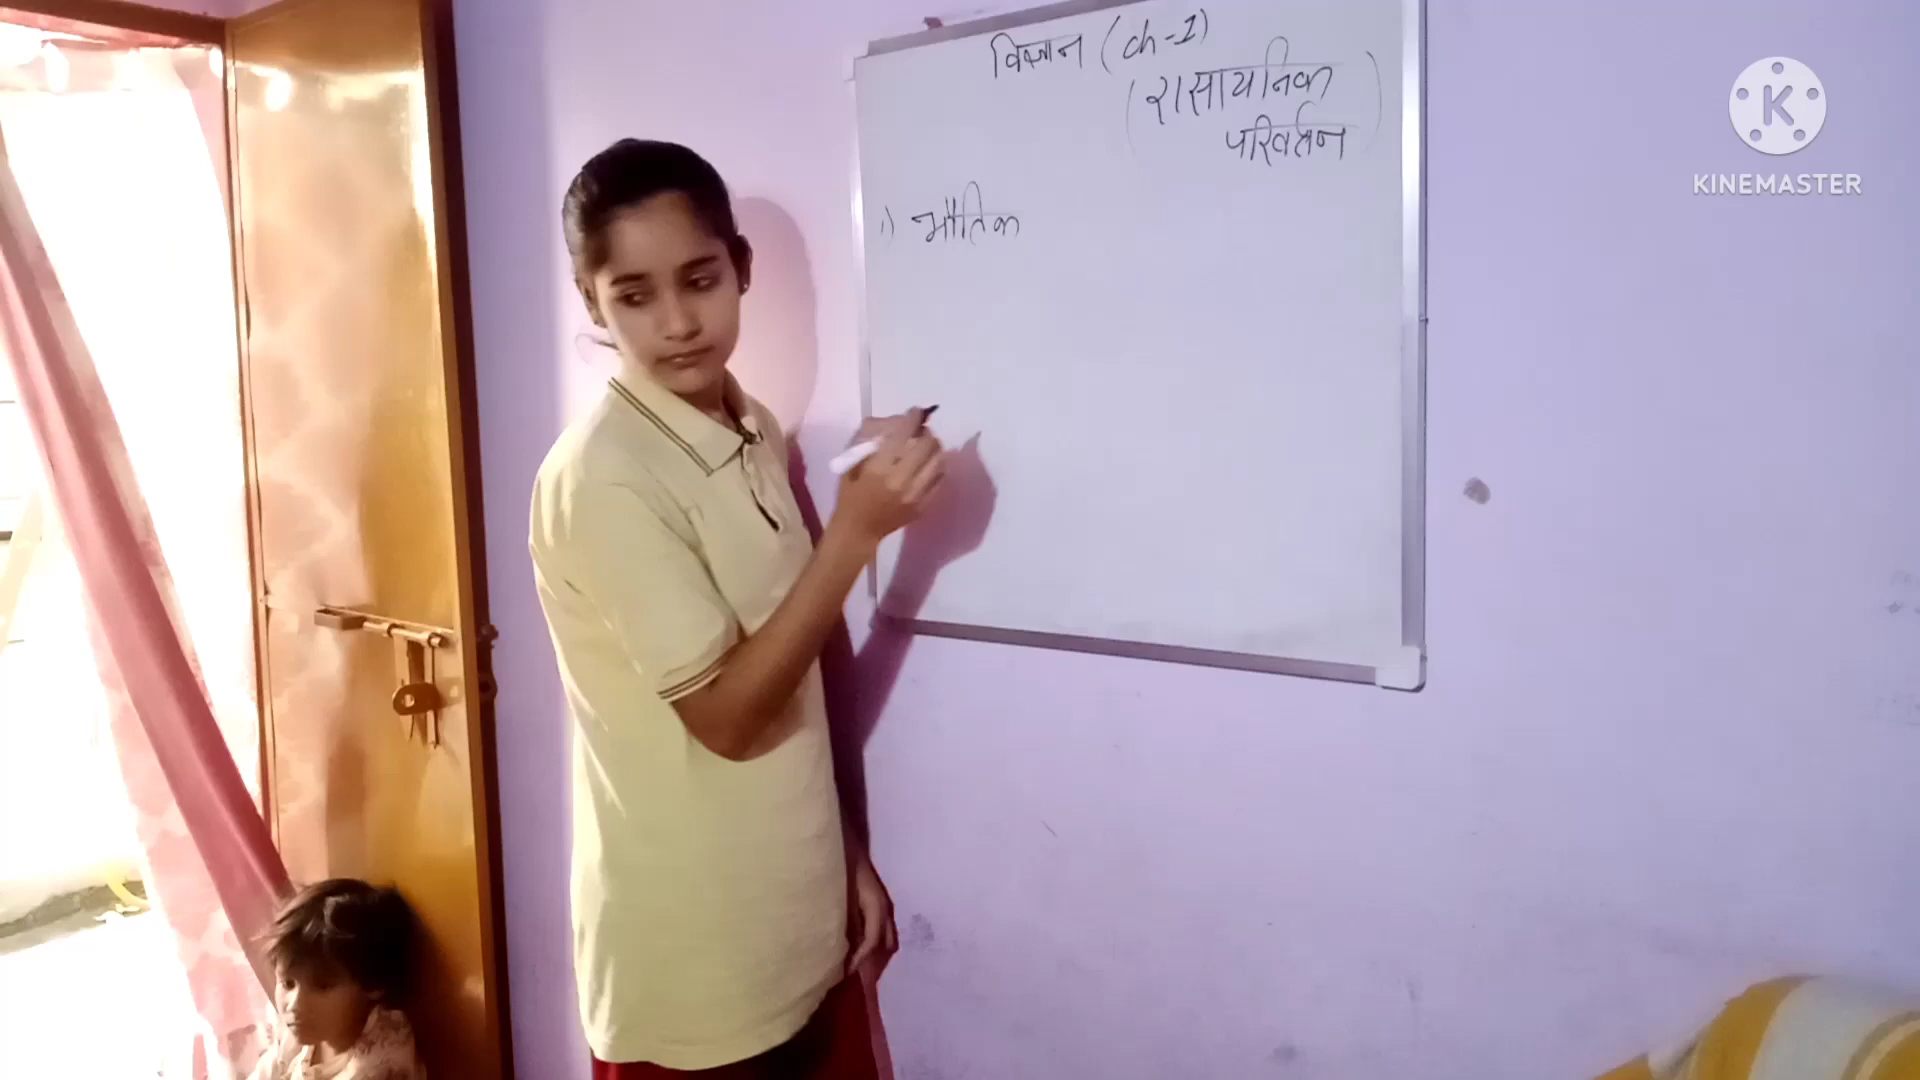 विज्ञान (ch-1)
(रासायनिक
परिवर्तन)
1) भौतिक
KINEMASTER